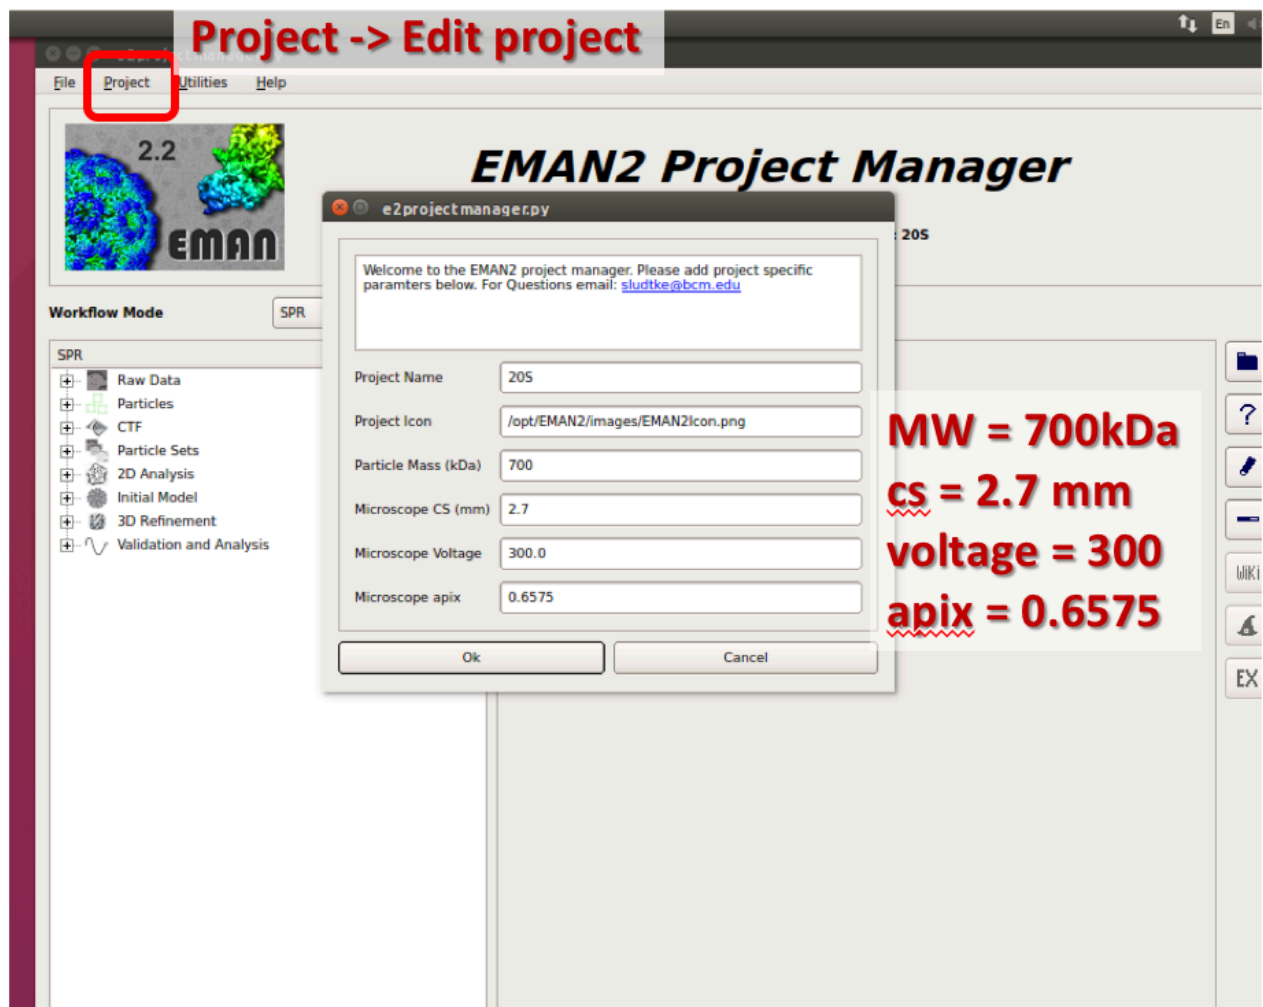 Project -> Edit project
En
File Project Utilities Help
2.2
EMAN
EMAN2 Project Manager
e2projectmanager.py
: 20S
Welcome to the EMAN2 project manager. Please add project specific
paramters below. For Questions email: sludtke@bcm.edu
Workflow Mode SPR
SPR
Raw Data
Particles
CTF
Particle Sets
2D Analysis
Initial Model
3D Refinement
Validation and Analysis
Project Name 20S
Project Icon /opt/EMAN2/images/EMAN2Icon.png
Particle Mass (kDa) 700
Microscope CS (mm) 2.7
Microscope Voltage 300.0
Microscope apix 0.6575
Ok Cancel
MW = 700kDa
cs = 2.7 mm
voltage = 300
apix = 0.6575
?
WiKi
EX